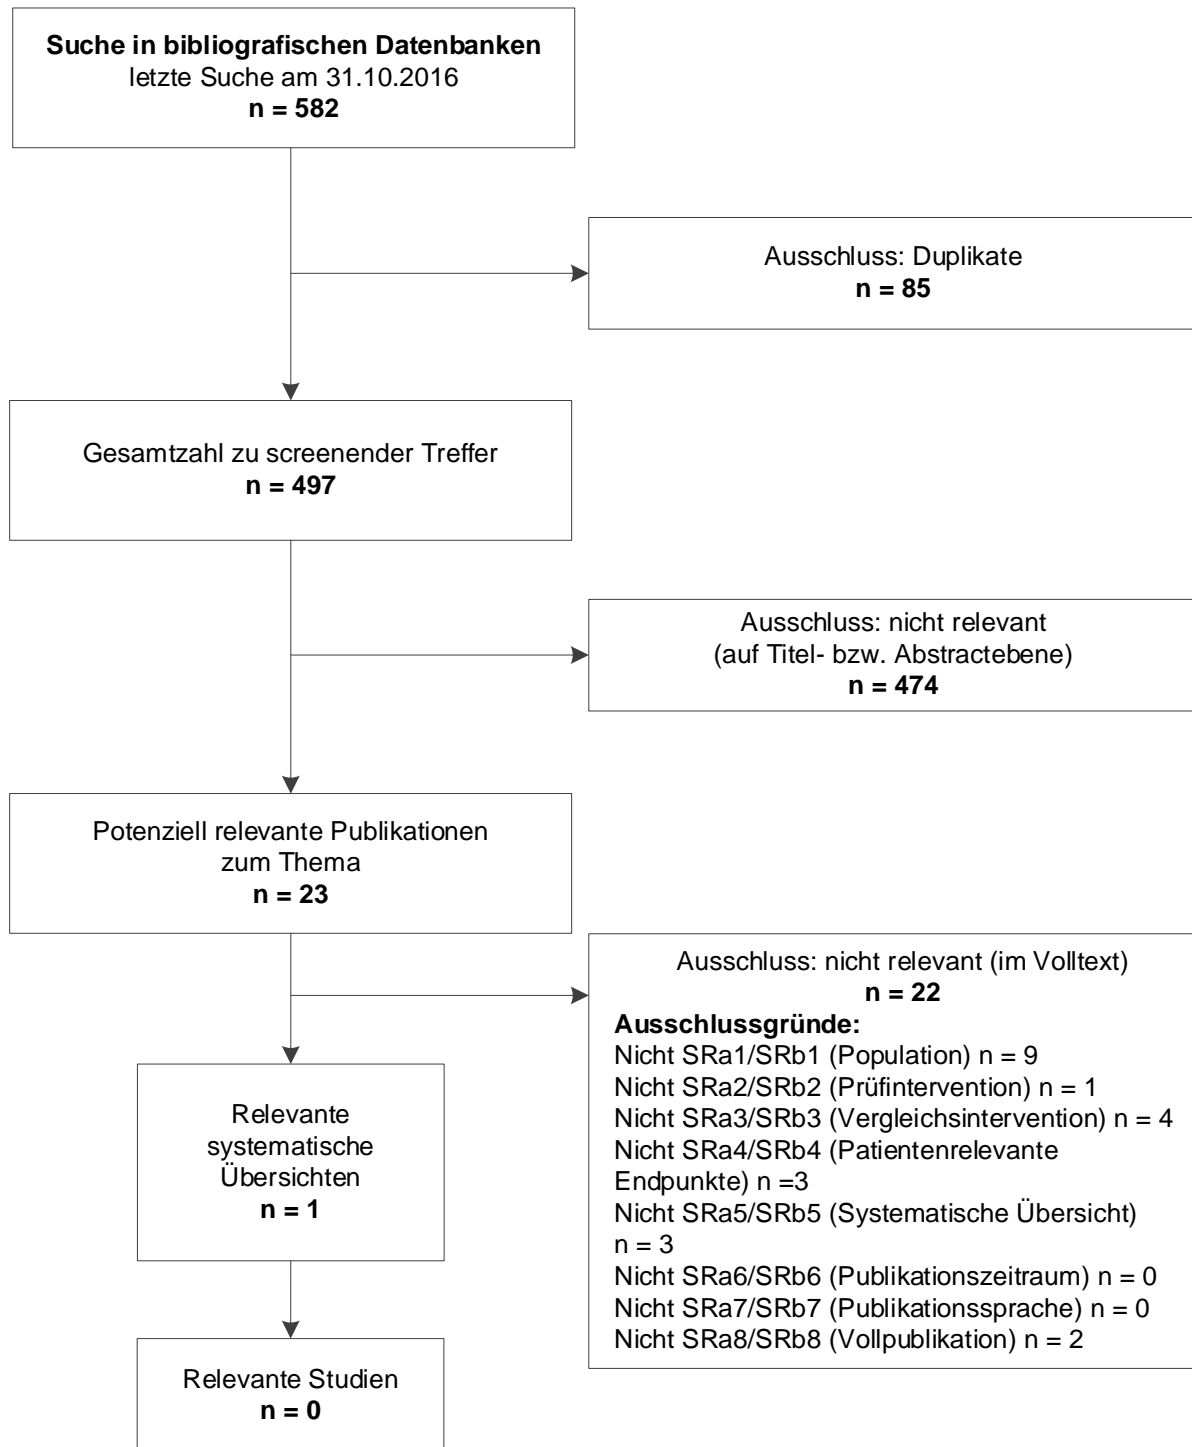 Suche in bibliografischen Datenbanken
letzte Suche am 31.10.2016
n = 582
Ausschluss: Duplikate
n = 85
Gesamtzahl zu screenender Treffer
n = 497
Ausschluss: nicht relevant
(auf Titel- bzw. Abstractebene)
n = 474
Potenziell relevante Publikationen
zum Thema
n = 23
Ausschluss: nicht relevant (im Volltext)
n = 22
Ausschlussgründe:
Nicht SRa1/SRb1 (Population) n = 9
Nicht SRa2/SRb2 (Prüfintervention) n = 1
Nicht SRa3/SRb3 (Vergleichsintervention) n = 4
Nicht SRa4/SRb4 (Patientenrelevante
Endpunkte) n =3
Nicht SRa5/SRb5 (Systematische Übersicht)
n = 3
Nicht SRa6/SRb6 (Publikationszeitraum) n = 0
Nicht SRa7/SRb7 (Publikationssprache) n = 0
Nicht SRa8/SRb8 (Vollpublikation) n = 2
Relevante
systematische
Übersichten
n = 1
Relevante Studien
n = 0